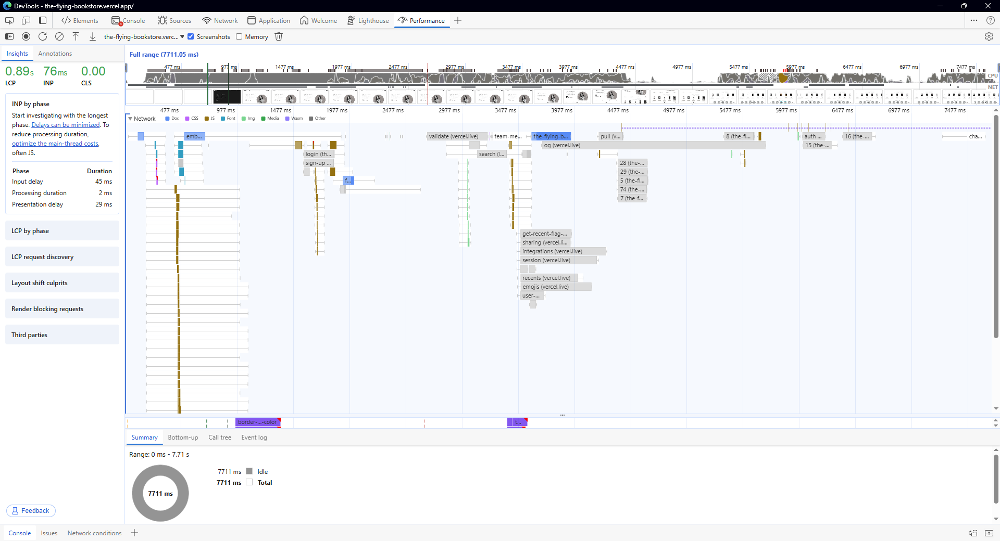 DevTools - the-flying-bookstore.vercel.app/
Elements Console Sources Network Application Welcome Lighthouse Performance
the-flying-bookstore.verc... Screenshots Memory
Insights Annotations
0.89s 76ms 0.00
LCP INP CLS
INP by phase
Start investigating with the longest
phase. Delays can be minimized. To
reduce processing duration,
optimize the main-thread costs,
often JS.
Phase Duration
Input delay 45 ms
Processing duration 2 ms
Presentation delay 29 ms
LCP by phase
LCP request discovery
Layout shift culprits
Render blocking requests
Third parties
Feedback
Full range (7711.05 ms)
477 ms 977 ms 1477 ms 1977 ms 2477 ms 2977 ms 3477 ms 3977 ms 4477 ms 4977 ms 5477 ms 5977 ms 6477 ms 6977 ms 7477 ms
CPU
NET
477 ms 977 ms 1477 ms 1977 ms 2477 ms 2977 ms 3477 ms 3977 ms 4477 ms 4977 ms 5477 ms 5977 ms 6477 ms 6977 ms 7477 ms
Network Doc CSS JS Font Img Media Wasm Other
emb... validate (vercel.live) team-me... the-flying-b... pull (v... 8 (the-fl... auth ... 16 (the-... cha...
og (vercel.live) 15 (the-...
login (th... search (l...
sign-up ... 28 (the-...
29 (the-...
f... 5 (the-fl...
74 (the-...
7 (the-f...
get-recent-flag-...
sharing (vercel.li...
integrations (vercel.live)
session (vercel.live)
recents (vercel.live)
emojis (vercel.live)
user-...
border-...-color t...
Summary Bottom-up Call tree Event log
Range: 0 ms - 7.71 s
7711 ms
7711 ms Idle
7711 ms Total
Console Issues Network conditions